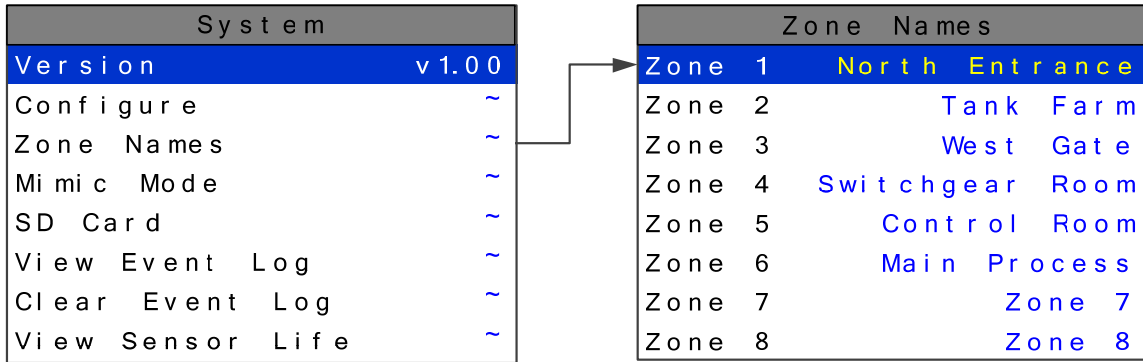 System
Version v1.00
Configure ~
Zone Names ~
Mimic Mode ~
SD Card ~
View Event Log ~
Clear Event Log ~
View Sensor Life ~
Zone Names
Zone 1 North Entrance
Zone 2 Tank Farm
Zone 3 West Gate
Zone 4 Switchgear Room
Zone 5 Control Room
Zone 6 Main Process
Zone 7 Zone 7
Zone 8 Zone 8